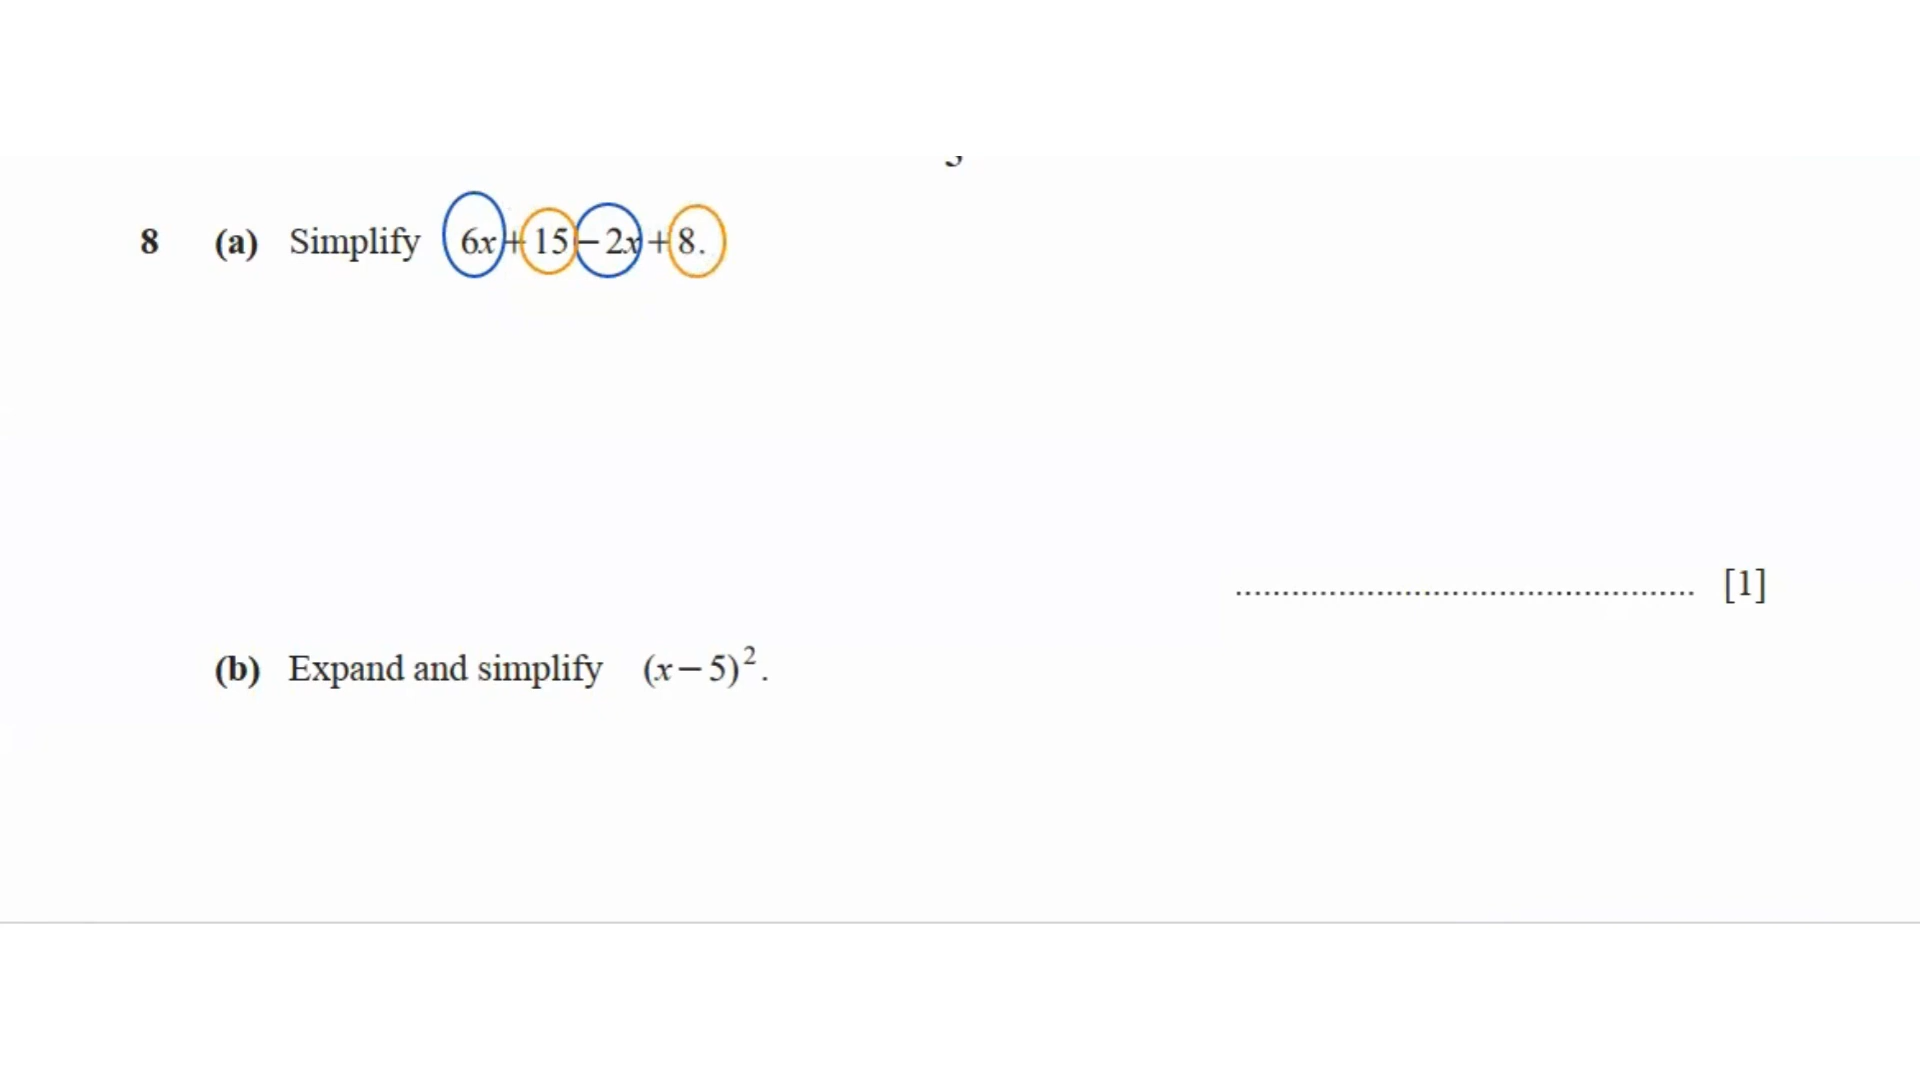 8 (a) Simplify 6x + 15 − 2x + 8.
.................................................. [1]
(b) Expand and simplify (x − 5)².